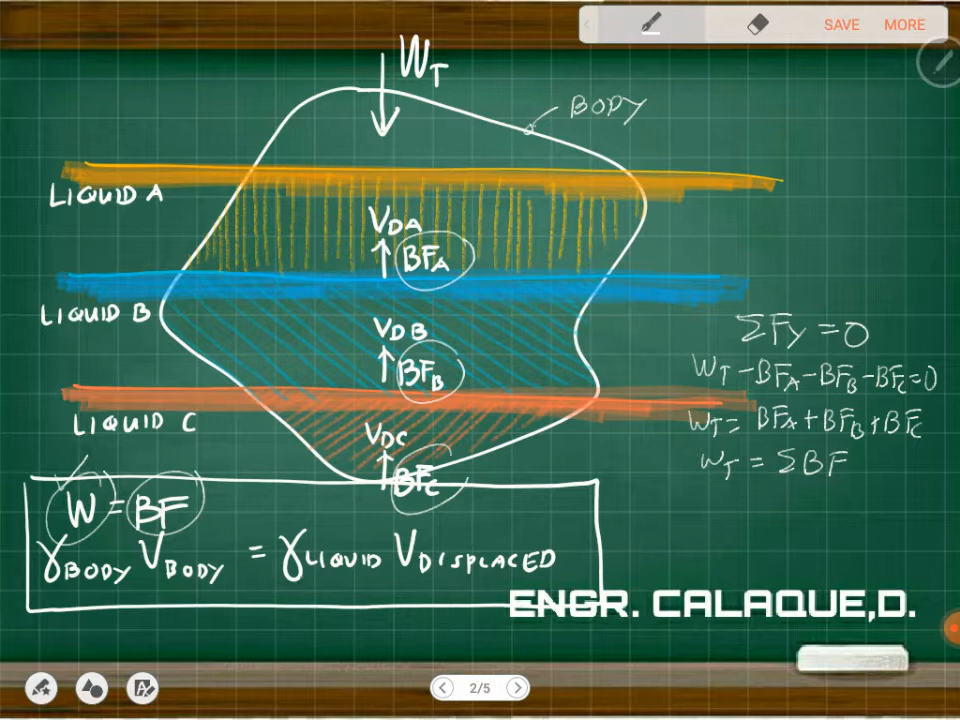 SAVE MORE
W_T
BODY
LIQUID A
V_DA
BF_A
LIQUID B
V_DB
BF_B
LIQUID C
V_DC
BF_C
ΣFy = 0
W_T - BF_A - BF_B - BF_C = 0
W_T = BF_A + BF_B + BF_C
W_T = ΣBF
W = BF
γ_BODY V_BODY = γ_LIQUID V_DISPLACED
ENGR. CALAQUE,D.
2/5